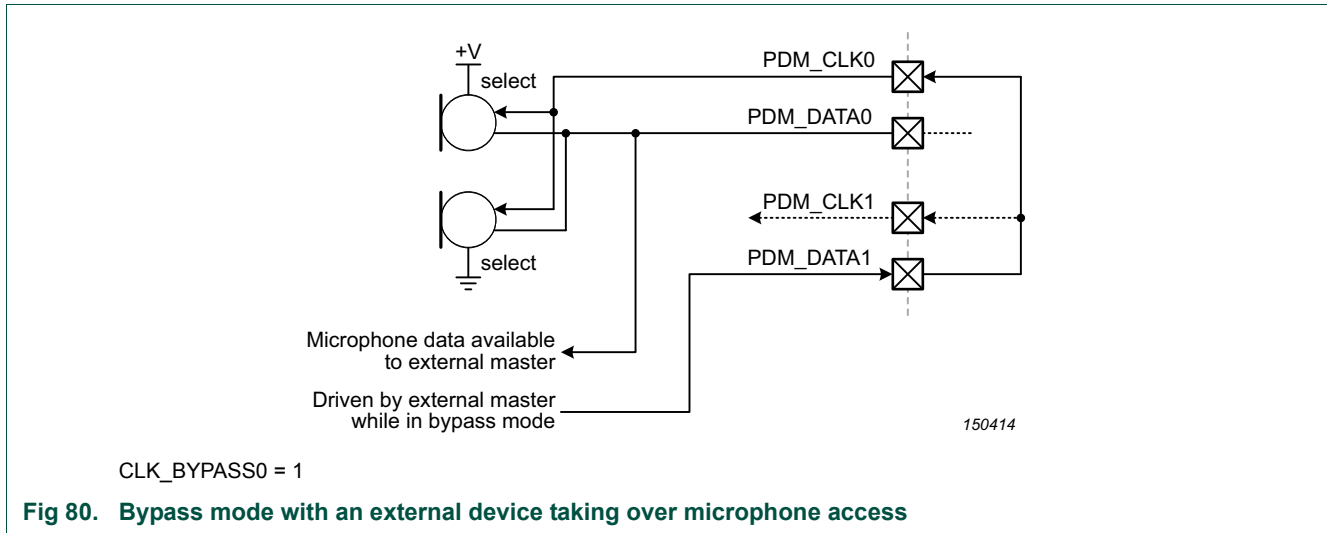 +V
select
PDM_CLK0
PDM_DATA0
PDM_CLK1
PDM_DATA1
select
Microphone data available
to external master
Driven by external master
while in bypass mode
150414
CLK_BYPASS0 = 1
Fig 80. Bypass mode with an external device taking over microphone access